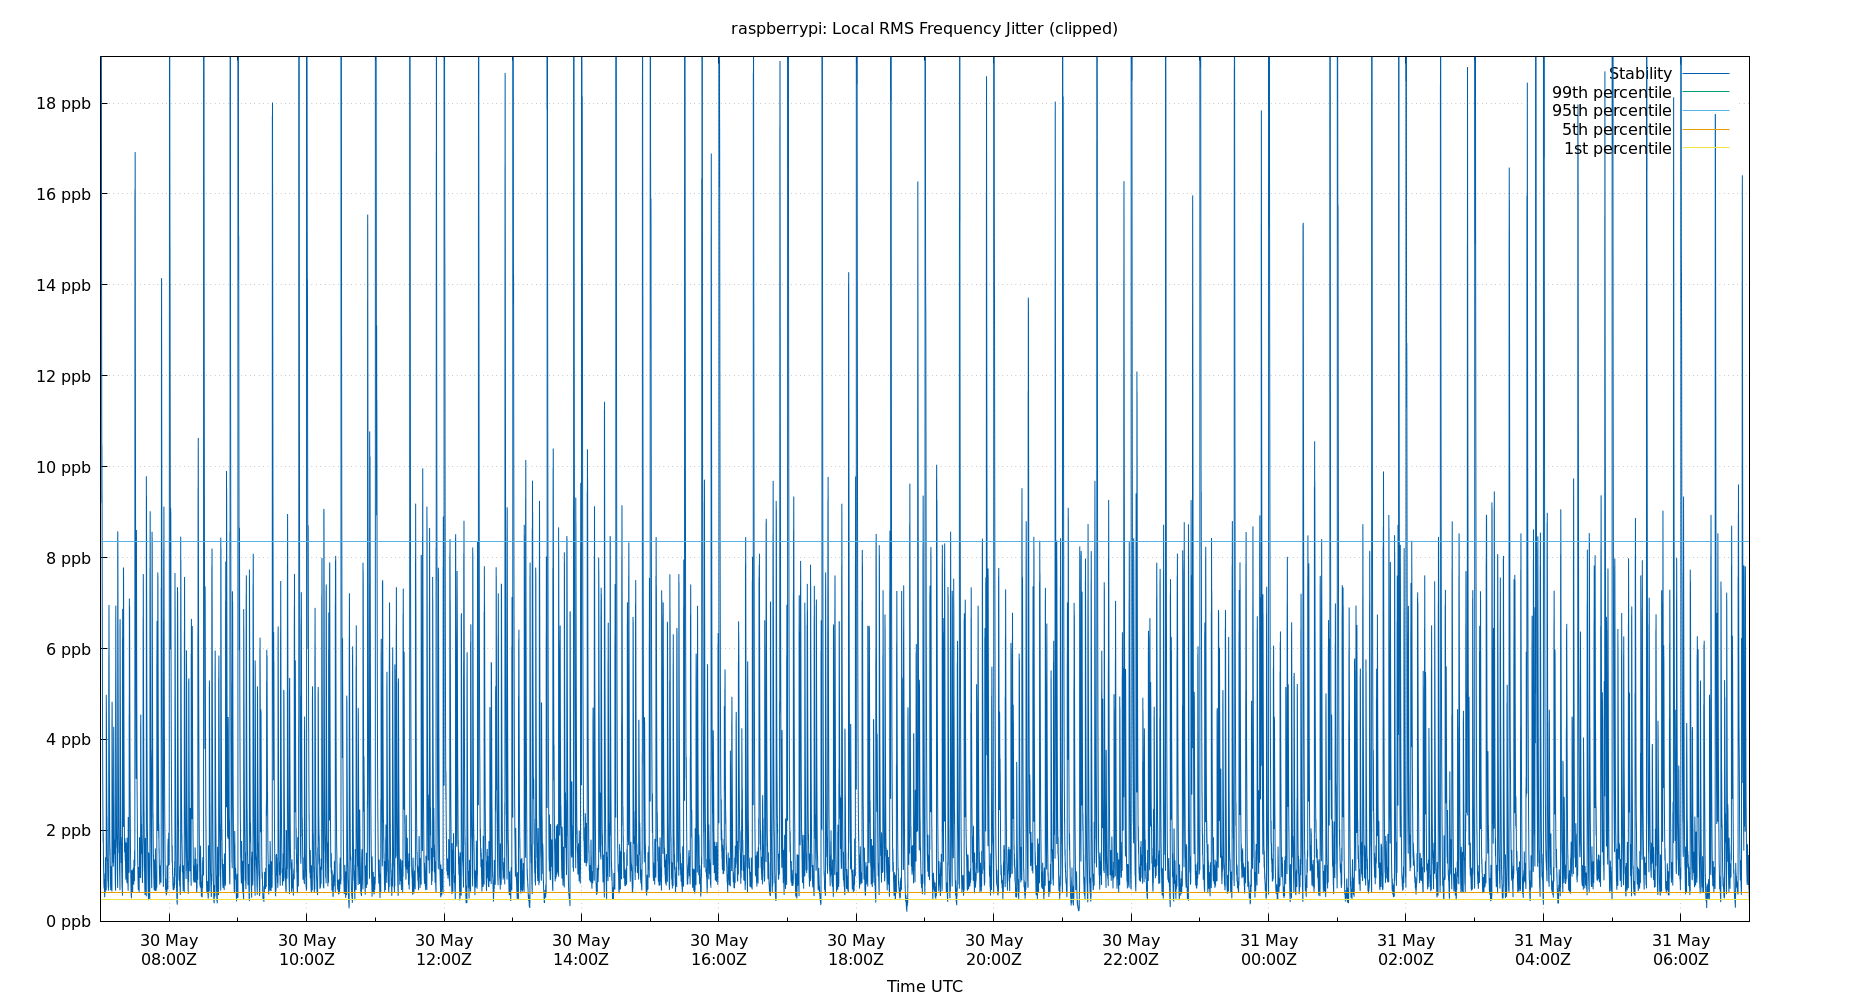 raspberrypi: Local RMS Frequency Jitter (clipped)
Stability
99th percentile
95th percentile
5th percentile
1st percentile
18 ppb
16 ppb
14 ppb
12 ppb
10 ppb
8 ppb
6 ppb
4 ppb
2 ppb
0 ppb
30 May 30 May 30 May 30 May 30 May 30 May 30 May 30 May 31 May 31 May 31 May 31 May
08:00Z 10:00Z 12:00Z 14:00Z 16:00Z 18:00Z 20:00Z 22:00Z 00:00Z 02:00Z 04:00Z 06:00Z
Time UTC